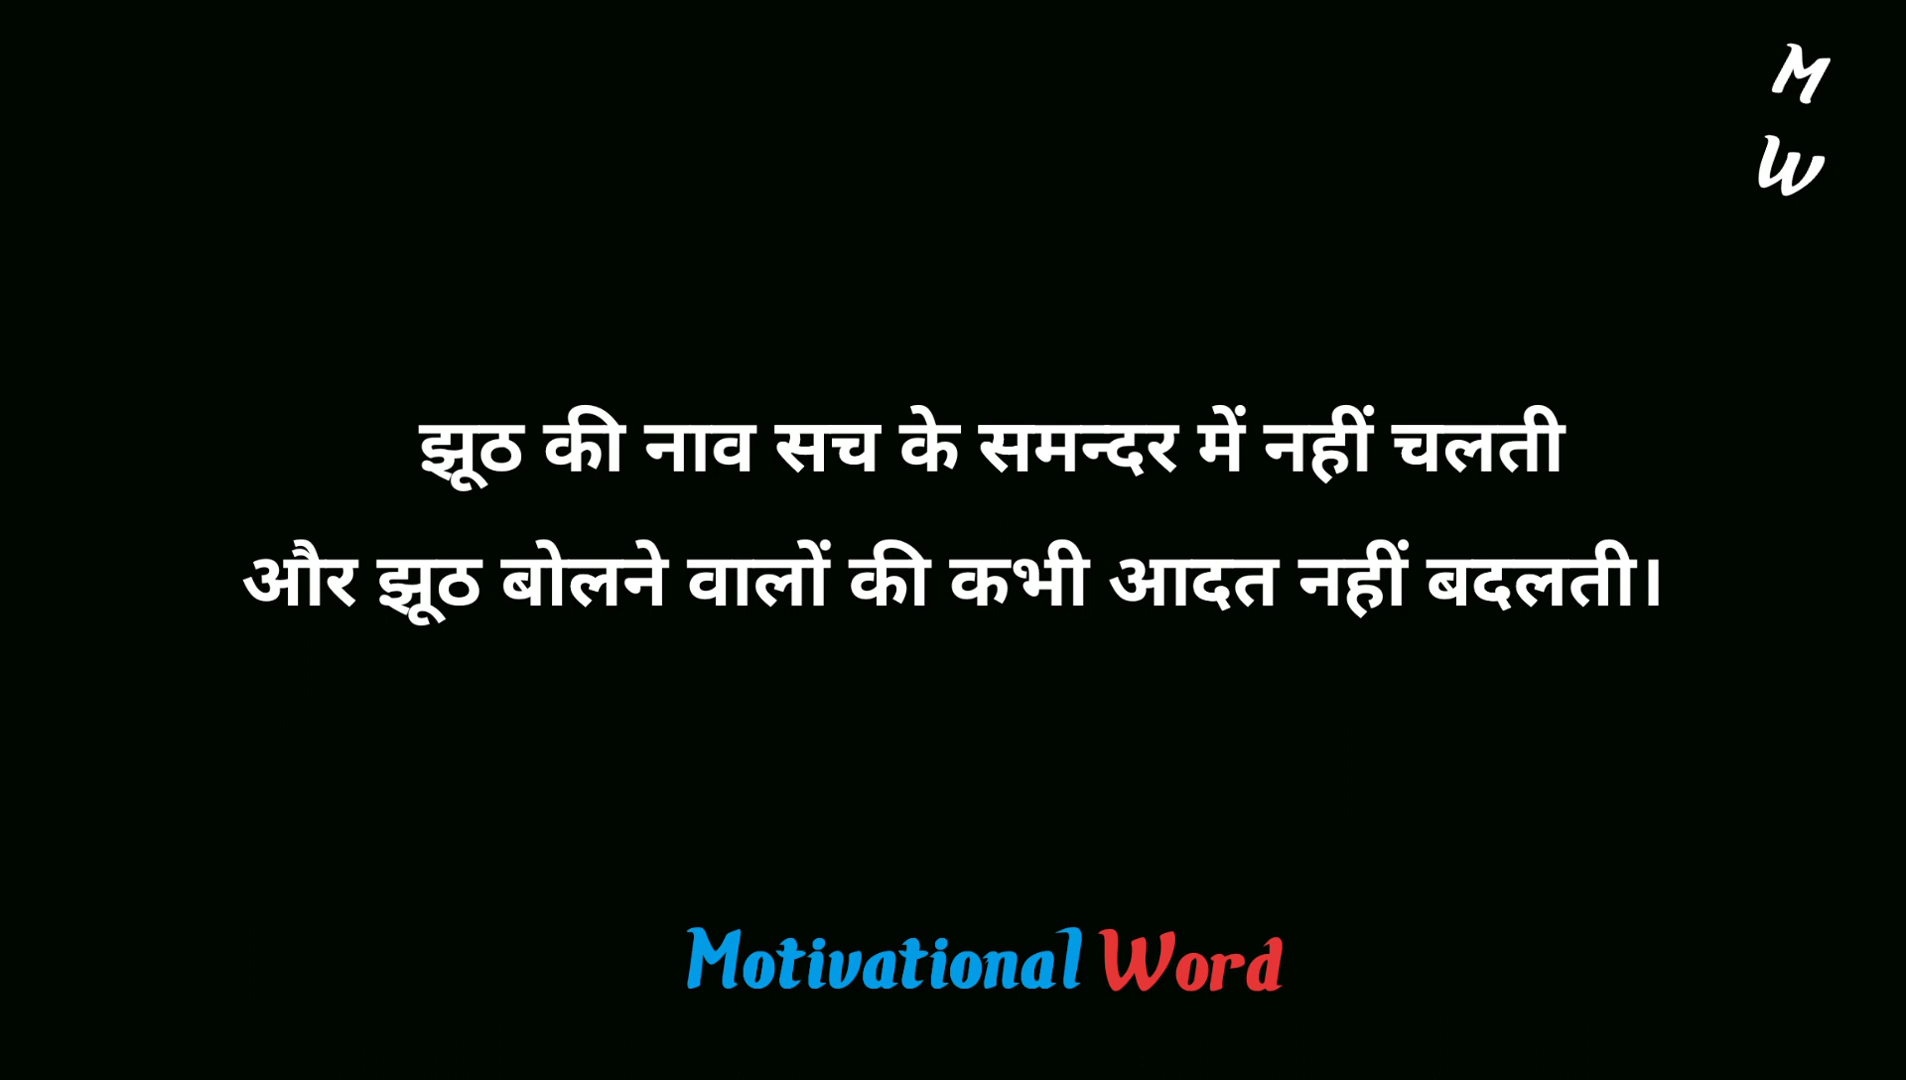 M
W
झूठ की नाव सच के समन्दर में नहीं चलती
और झूठ बोलने वालों की कभी आदत नहीं बदलती।
Motivational Word